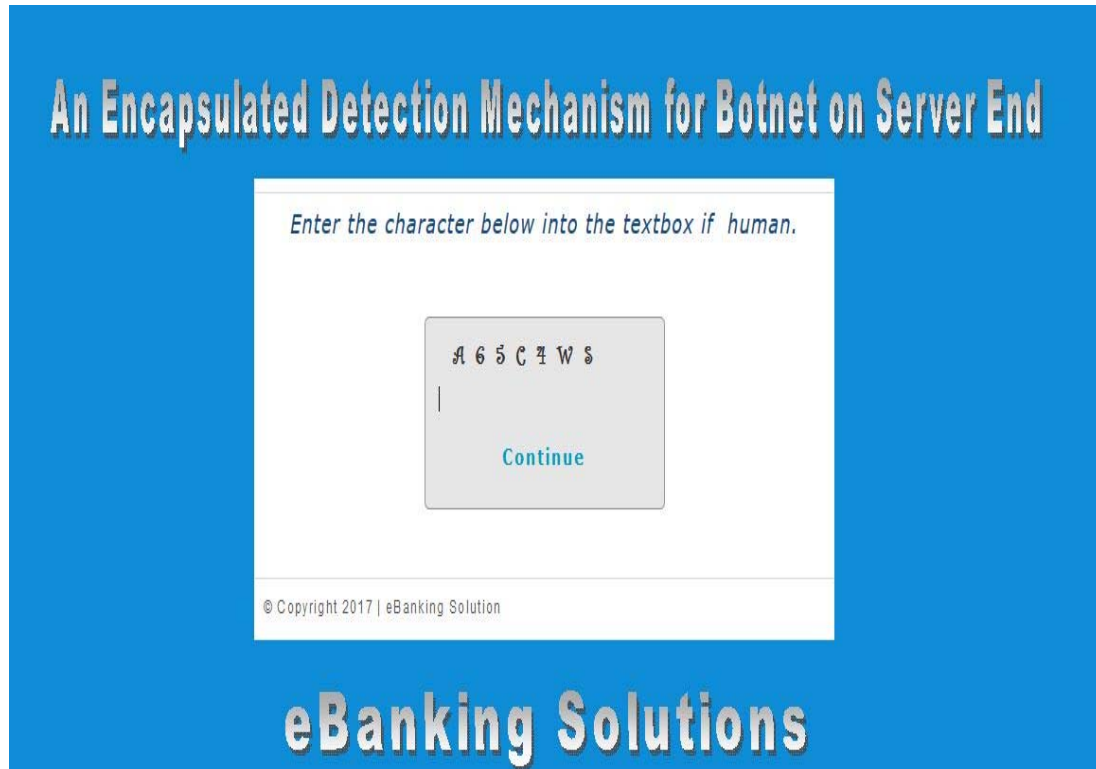 An Encapsulated Detection Mechanism for Botnet on Server End
Enter the character below into the textbox if human.
A 6 5 C 4 W S
Continue
© Copyright 2017 | eBanking Solution
eBanking Solutions